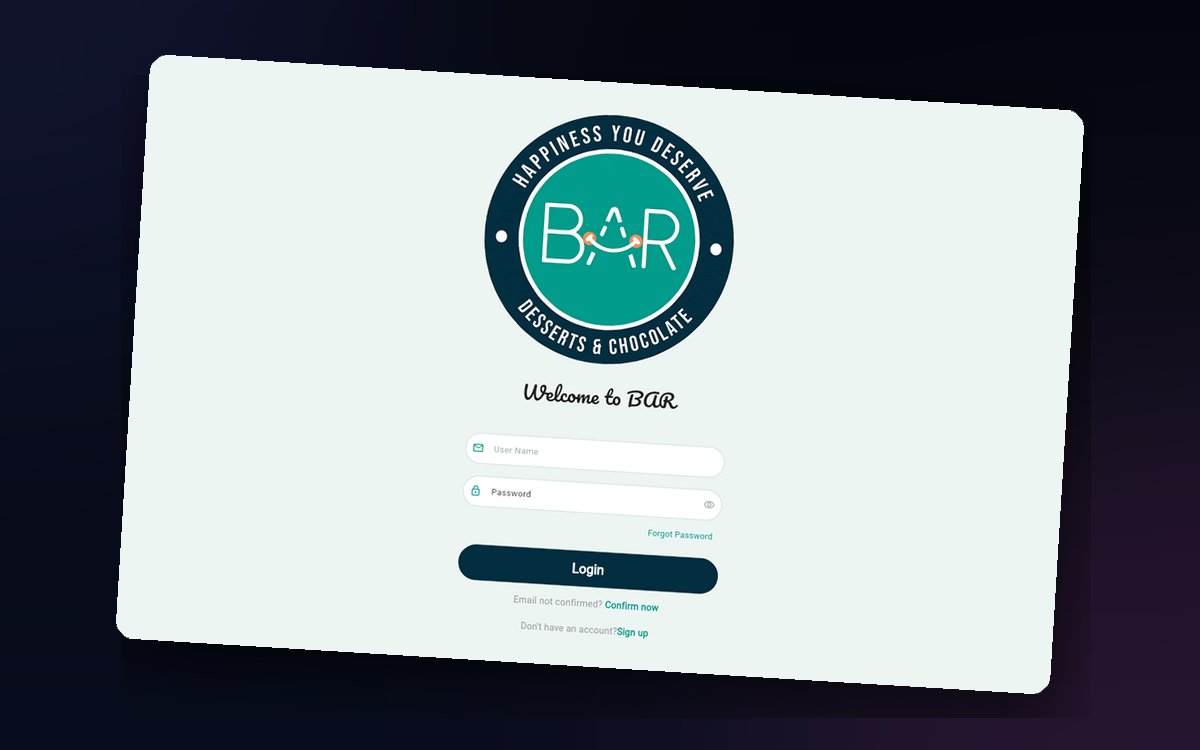 HAPPINESS YOU DESERVE
BAR
DESSERTS & CHOCOLATE
Welcome to BAR
User Name
Password
Forgot Password
Login
Email not confirmed? Confirm now
Don't have an account?Sign up